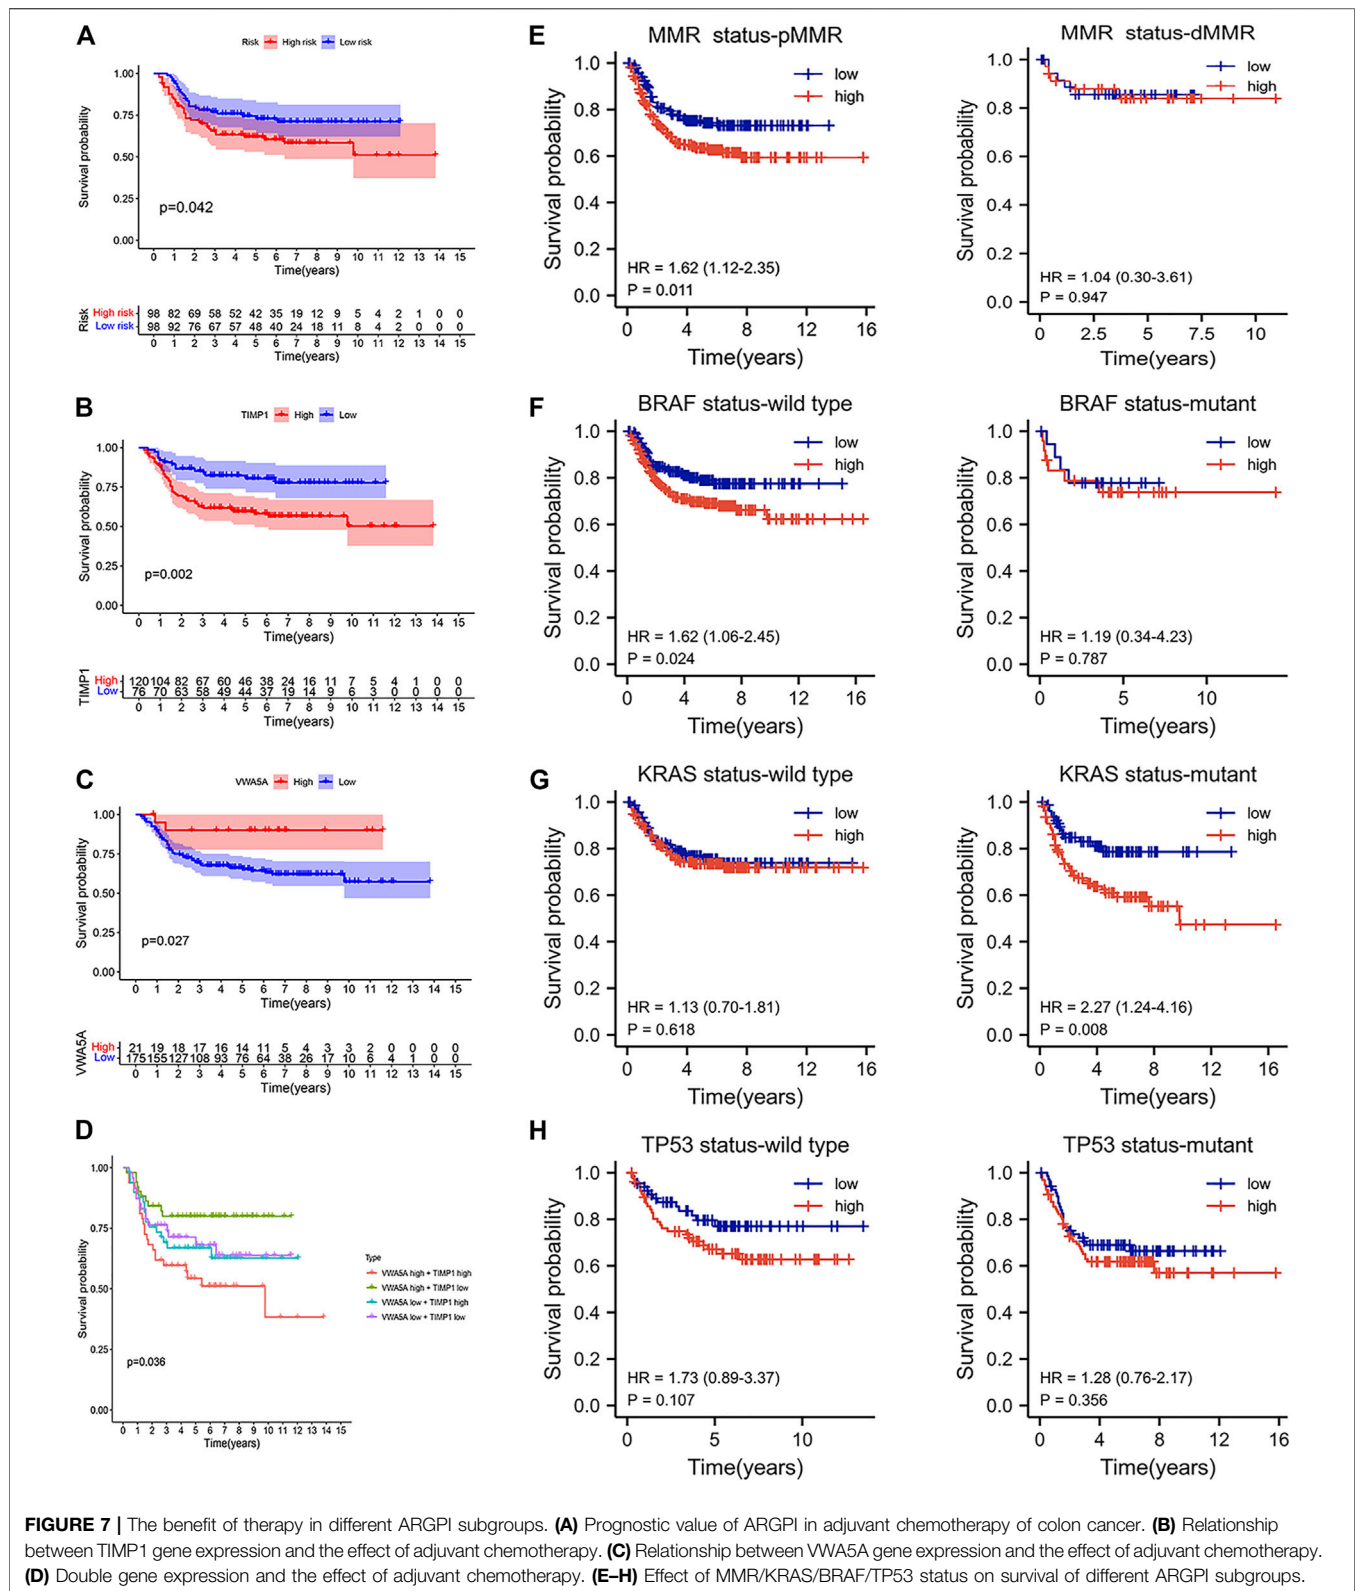 A
Risk High risk Low risk
Survival probability
1.00
0.75
0.50
0.25
0.00
p=0.042
0 1 2 3 4 5 6 7 8 9 10 11 12 13 14 15
Time(years)
Risk
High risk 98 82 69 58 52 42 35 19 12 9 5 4 2 1 0 0
Low risk 98 92 76 67 57 48 40 24 18 11 8 4 2 0 0 0
0 1 2 3 4 5 6 7 8 9 10 11 12 13 14 15
Time(years)
B
TIMP1 High Low
Survival probability
1.00
0.75
0.50
0.25
0.00
p=0.002
0 1 2 3 4 5 6 7 8 9 10 11 12 13 14 15
Time(years)
TIMP1
High 120 104 82 67 60 46 38 24 16 11 7 5 4 1 0 0
Low 76 70 63 58 49 44 37 19 14 9 6 3 0 0 0 0
0 1 2 3 4 5 6 7 8 9 10 11 12 13 14 15
Time(years)
C
VWA5A High Low
Survival probability
1.00
0.75
0.50
0.25
0.00
p=0.027
0 1 2 3 4 5 6 7 8 9 10 11 12 13 14 15
Time(years)
VWA5A
High 21 19 18 17 16 14 11 5 4 3 3 2 0 0 0 0
Low 175 155 127 108 93 76 64 38 26 17 10 6 4 1 0 0
0 1 2 3 4 5 6 7 8 9 10 11 12 13 14 15
Time(years)
D
Survival probability
1.00
0.75
0.50
0.25
0.00
p=0.036
0 1 2 3 4 5 6 7 8 9 10 11 12 13 14 15
Time(years)
Type
VWA5A high + TIMP1 high
VWA5A high + TIMP1 low
VWA5A low + TIMP1 high
VWA5A low + TIMP1 low
E
MMR status-pMMR
Survival probability
1.0
0.8
0.6
0.4
0.2
0.0
low
high
HR = 1.62 (1.12-2.35)
P = 0.011
0 4 8 12 16
Time(years)
MMR status-dMMR
Survival probability
1.0
0.8
0.6
0.4
0.2
0.0
low
high
HR = 1.04 (0.30-3.61)
P = 0.947
0 2.5 5 7.5 10
Time(years)
F
BRAF status-wild type
Survival probability
1.0
0.8
0.6
0.4
0.2
0.0
low
high
HR = 1.62 (1.06-2.45)
P = 0.024
0 4 8 12 16
Time(years)
BRAF status-mutant
Survival probability
1.0
0.8
0.6
0.4
0.2
0.0
low
high
HR = 1.19 (0.34-4.23)
P = 0.787
0 5 10
Time(years)
G
KRAS status-wild type
Survival probability
1.0
0.8
0.6
0.4
0.2
0.0
low
high
HR = 1.13 (0.70-1.81)
P = 0.618
0 4 8 12 16
Time(years)
KRAS status-mutant
Survival probability
1.0
0.8
0.6
0.4
0.2
0.0
low
high
HR = 2.27 (1.24-4.16)
P = 0.008
0 4 8 12 16
Time(years)
H
TP53 status-wild type
Survival probability
1.0
0.8
0.6
0.4
0.2
0.0
low
high
HR = 1.73 (0.89-3.37)
P = 0.107
0 5 10
Time(years)
TP53 status-mutant
Survival probability
1.0
0.8
0.6
0.4
0.2
0.0
low
high
HR = 1.28 (0.76-2.17)
P = 0.356
0 4 8 12 16
Time(years)
FIGURE 7 | The benefit of therapy in different ARGPI subgroups. (A) Prognostic value of ARGPI in adjuvant chemotherapy of colon cancer. (B) Relationship
between TIMP1 gene expression and the effect of adjuvant chemotherapy. (C) Relationship between VWA5A gene expression and the effect of adjuvant chemotherapy.
(D) Double gene expression and the effect of adjuvant chemotherapy. (E–H) Effect of MMR/KRAS/BRAF/TP53 status on survival of different ARGPI subgroups.